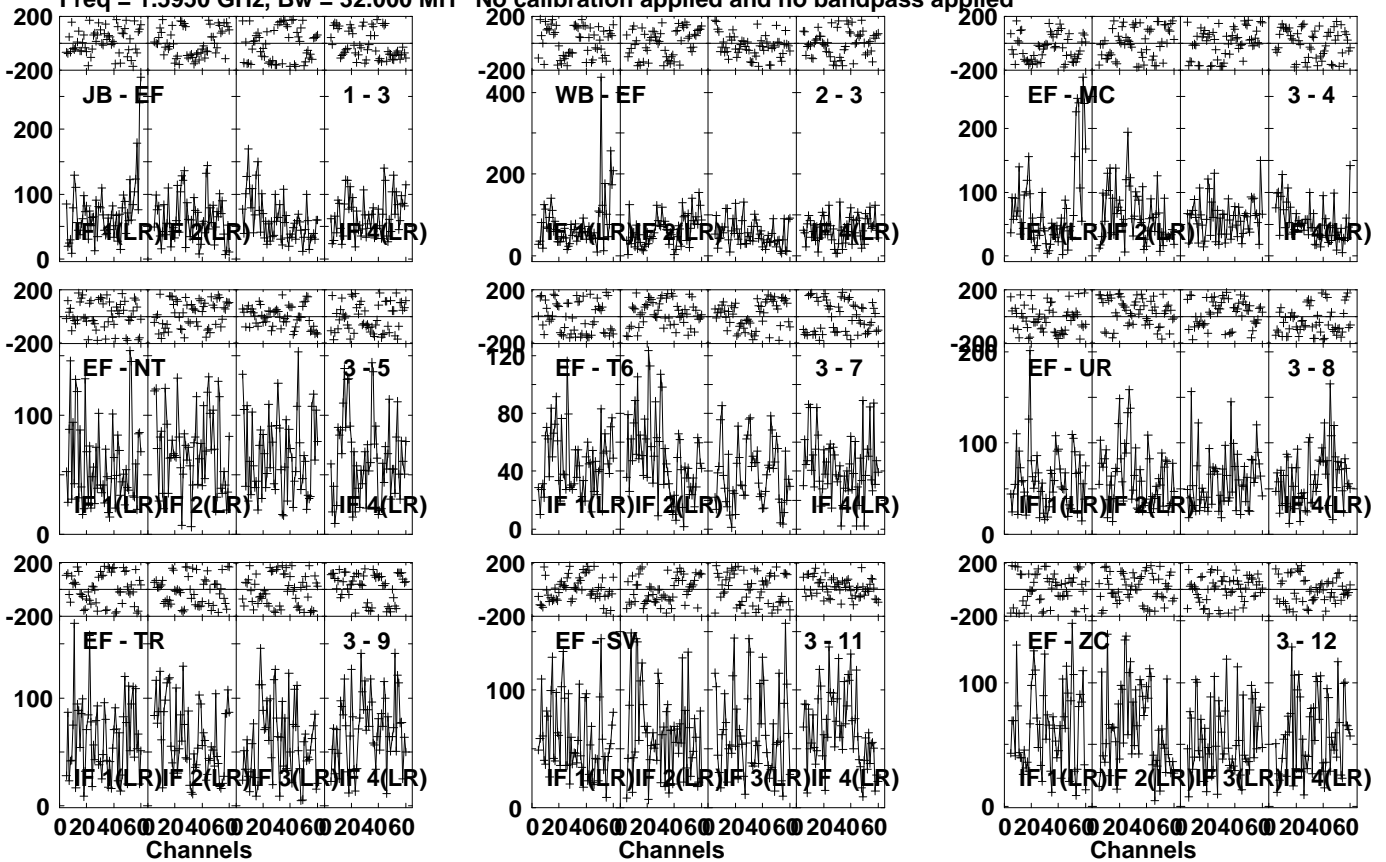 Freq = 1.5950 GHz, Bw = 32.000 MH No calibration applied and no bandpass applied
200 200 200
-200 -200 -200
JB - EF 1 - 3 WB - EF 2 - 3 EF - MC 3 - 4
400
200 200
200
100 100
IF 1(LR) IF 2(LR) IF 4(LR) IF 1(LR) IF 2(LR) IF 4(LR) IF 1(LR) IF 2(LR) IF 4(LR)
0 0 0
200 200 200
-200 -200 -200
120 200
EF - NT 3 - 5 EF - T6 3 - 7 EF - UR 3 - 8
100 80 100
40
IF 1(LR) IF 2(LR) IF 4(LR) IF 1(LR) IF 2(LR) IF 4(LR) IF 1(LR) IF 2(LR) IF 4(LR)
0 0 0
200 200 200
-200 -200 -200
EF - TR 3 - 9 EF - SV 3 - 11 EF - ZC 3 - 12
100 100 100
IF 1(LR) IF 2(LR) IF 3(LR) IF 4(LR) IF 1(LR) IF 2(LR) IF 3(LR) IF 4(LR) IF 1(LR) IF 2(LR) IF 3(LR) IF 4(LR)
0 0 0
0 20 40 60 0 20 40 60 0 20 40 60 0 20 40 60 0 20 40 60 0 20 40 60 0 20 40 60 0 20 40 60 0 20 40 60 0 20 40 60 0 20 40 60 0 20 40 60
Channels Channels Channels